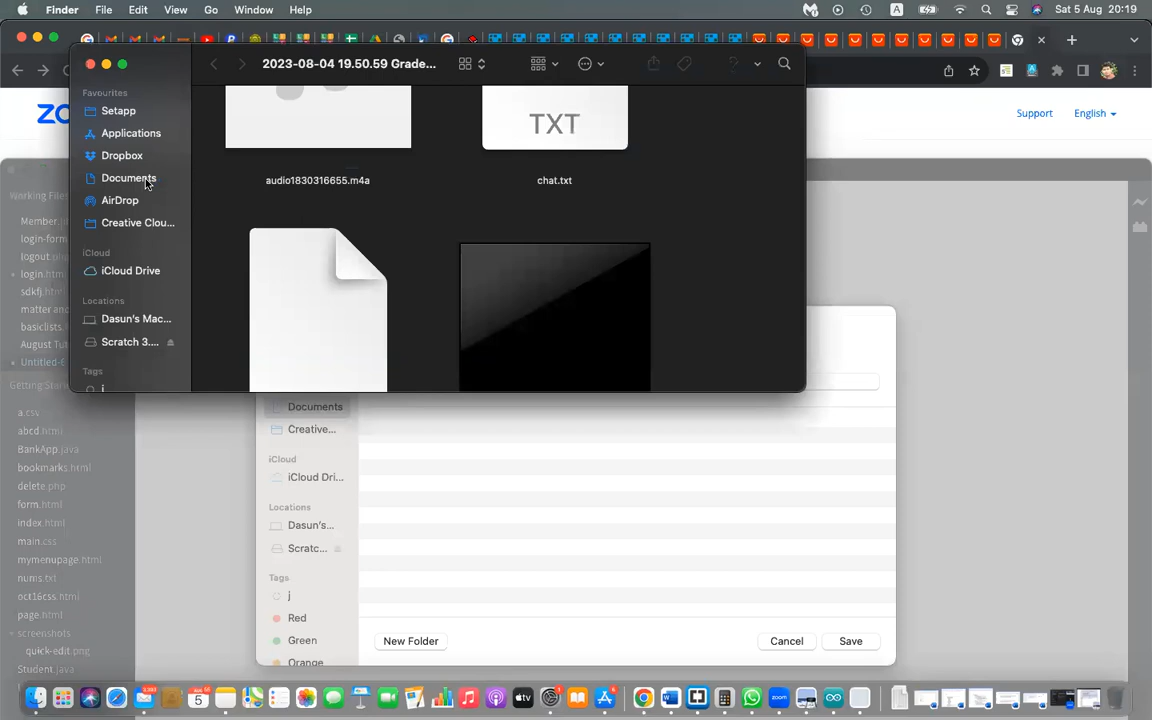 Finder File Edit View Go Window Help
A Sat 5 Aug 20:19
2023-08-04 19.50.59 Grade...
Favourites
Setapp
Applications
Dropbox
Documents
AirDrop
Creative Clou...
iCloud
iCloud Drive
Locations
Dasun's Mac...
Scratch 3....
Tags
j
TXT
audio1830316655.m4a
chat.txt
Support
English
Working Files
login-form
logout.
login.htm
sdkfj.
matter and
basiclists.
August Tu
Untitled-6
Getting Started
a.csv
abcd.html
BankApp.java
bookmarks.html
delete.php
form.html
index.html
main.css
mymenupage.html
nums.txt
oct16css.html
page.html
screenshots
quick-edit.png
Student.java
Documents
Creative...
iCloud
iCloud Dri...
Locations
Dasun's...
Scratc...
Tags
j
Red
Green
Orange
New Folder
Cancel
Save